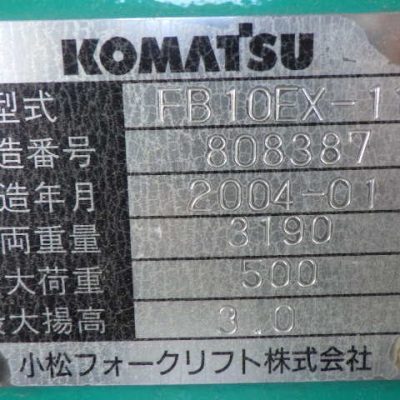 KOMATSU
型式 FB10EX-11
造番号 808387
造年月 2004-01
両重量 3190
大荷重 500
大揚高 3.0
小松フォークリフト株式会社